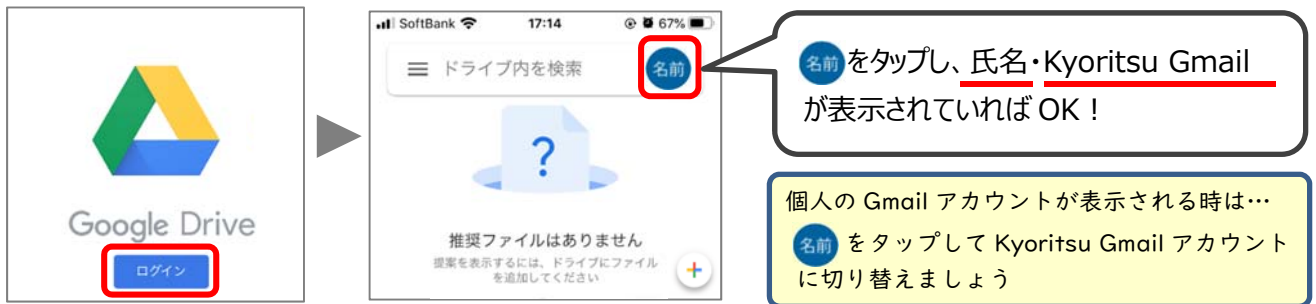 Google Drive
ログイン
SoftBank 17:14 67%
ドライブ内を検索
名前
推奨ファイルはありません
提案を表示するには、ドライブにファイル
を追加してください
名前をタップし、氏名・Kyoritsu Gmail
が表示されていれば OK！
個人の Gmail アカウントが表示される時は…
名前 をタップして Kyoritsu Gmail アカウント
に切り替えましょう